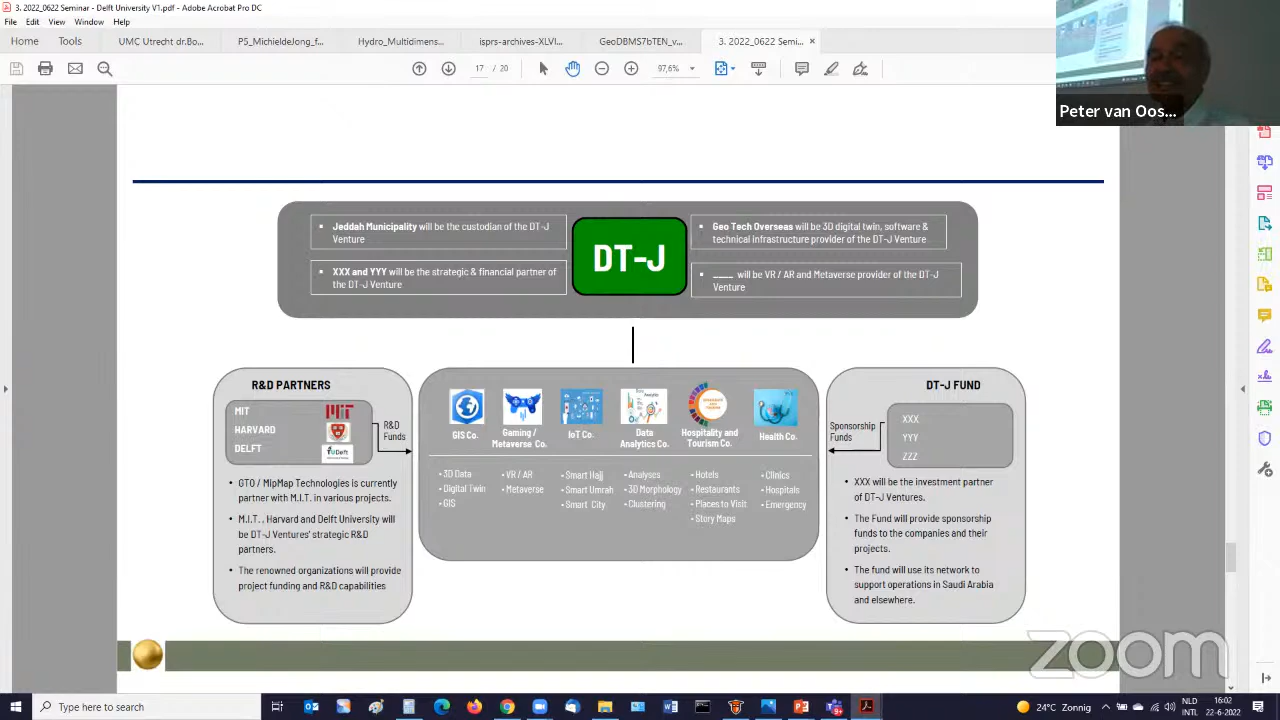 3. 2022_0622 Seminar - Delft University V1.pdf - Adobe Acrobat Pro DC
File Edit View Window Help
Home Tools UMC Utrecht dr.Bo... P5_MichieldeJong_f... Hydro_Multi_Sens... isprs-archives-XLVI... GeoDBMS7bTEN_v... 3. 2022_0622 Semi... ×
17 / 20 97,6%
Peter van Oos...
Jeddah Municipality will be the custodian of the DT-J
Venture
XXX and YYY will be the strategic & financial partner of
the DT-J Venture
DT-J
Geo Tech Overseas will be 3D digital twin, software &
technical infrastructure provider of the DT-J Venture
____ will be VR / AR and Metaverse provider of the DT-J
Venture
R&D PARTNERS
MIT
HARVARD
DELFT
MIT
TUDelft
R&D
Funds
• GTO / MipMap Technologies is currently
partner with M.I.T. in various projects.
• M.I.T., Harvard and Delft University will
be DT-J Ventures' strategic R&D
partners.
• The renowned organizations will provide
project funding and R&D capabilities
GIS Co.
• 3D Data
• Digital Twin
• GIS
Gaming /
Metaverse Co.
• VR / AR
• Metaverse
IoT Co.
• Smart Hajj
• Smart Umrah
• Smart City
Data
Analytics Co.
• Analyses
• 3D Morphology
• Clustering
Hospitality and
Tourism Co.
• Hotels
• Restaurants
• Places to Visit
• Story Maps
Health Co.
• Clinics
• Hospitals
• Emergency
DT-J FUND
Sponsorship
Funds
XXX
YYY
ZZZ
• XXX will be the investment partner
of DT-J Ventures.
• The Fund will provide sponsorship
funds to the companies and their
projects.
• The fund will use its network to
support operations in Saudi Arabia
and elsewhere.
zoom
Type here to search
24°C Zonnig
NLD
INTL
16:02
22-6-2022